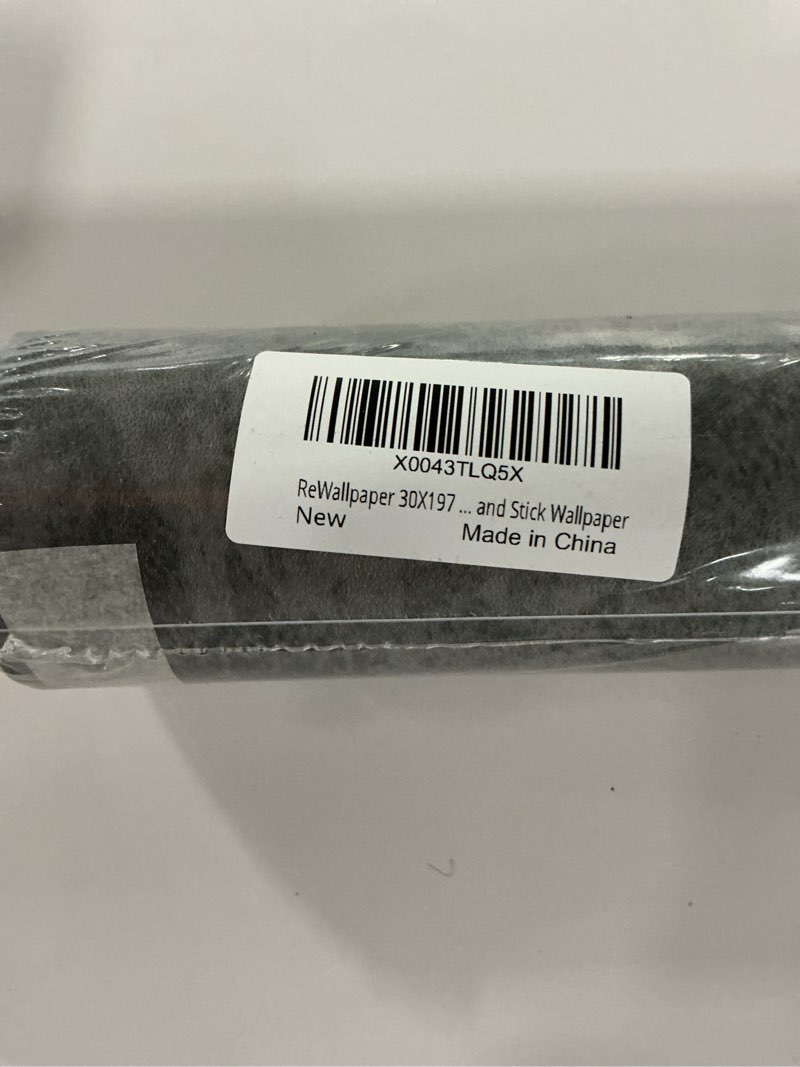 X0043TLQ5X
ReWallpaper 30X197 ... and Stick Wallpaper
New
Made in China